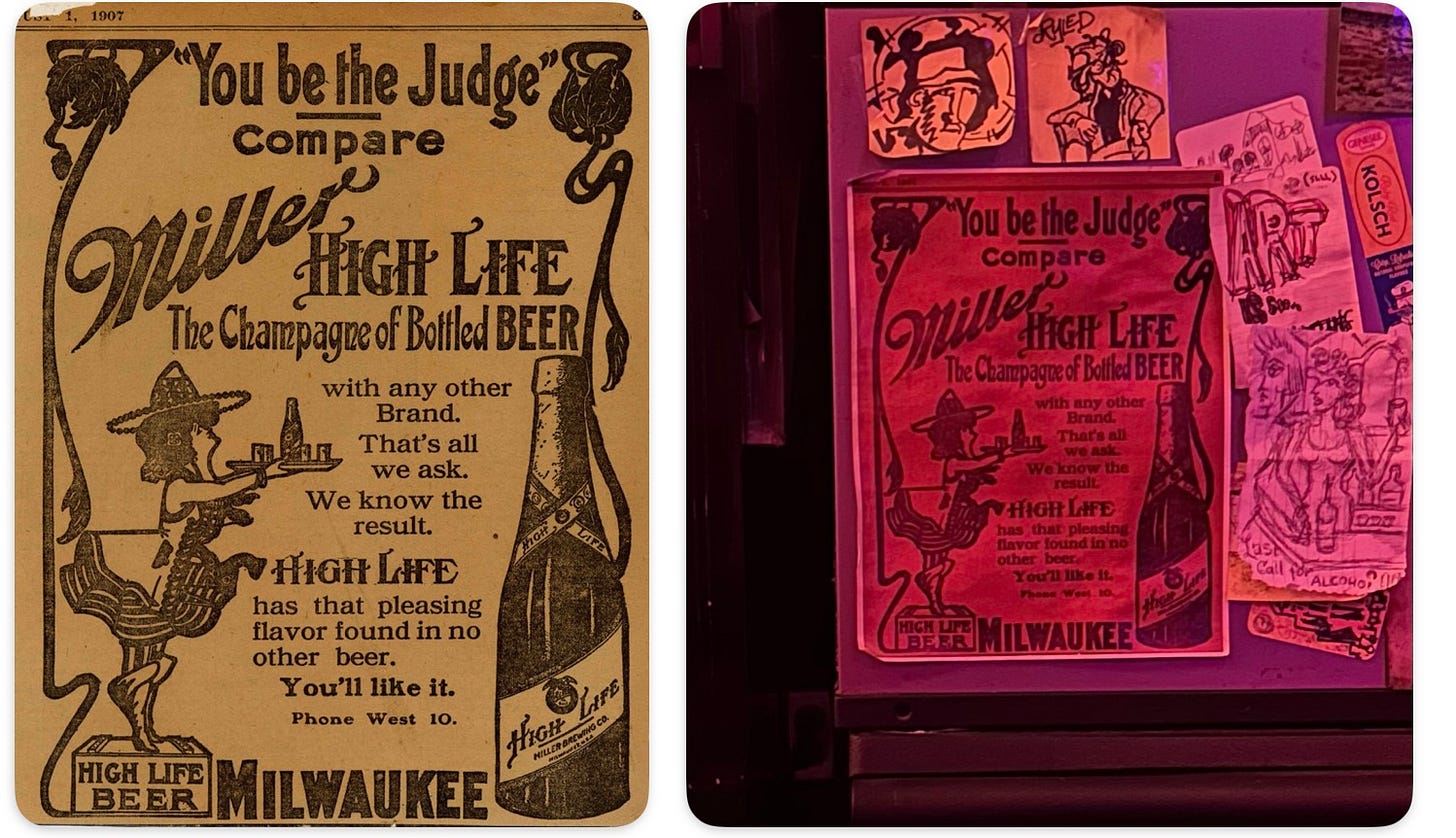 1, 1907
"You be the Judge"
Compare
Miller
HIGH LIFE
The Champagne of Bottled BEER
with any other
Brand.
That's all
we ask.
We know the
result.
HIGH LIFE
has that pleasing
flavor found in no
other beer.
You'll like it.
Phone West 10.
HIGH LIFE
HIGH LIFE
MILLER BREWING CO.
HIGH LIFE
BEER
MILWAUKEE
RULED
"You be the Judge"
Compare
Miller
HIGH LIFE
The Champagne of Bottled BEER
with any other
Brand.
That's all
we ask.
We know the
result.
HIGH LIFE
has that pleasing
flavor found in no
other beer.
You'll like it.
Phone West 10.
High Life
HIGH LIFE
BEER
MILWAUKEE
GENESEE
KOLSCH
Last
Call for
ALCOHOL